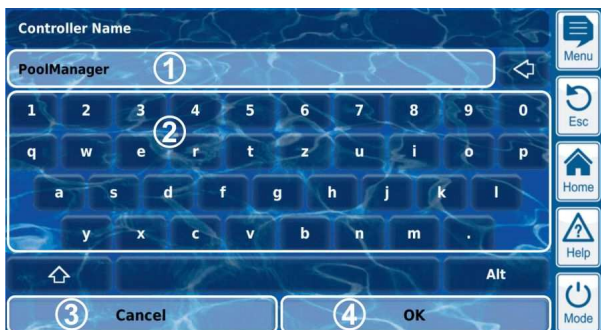 Controller Name
PoolManager 1
1 2 3 4 5 6 7 8 9 0
2
q w e r t z u i o p
a s d f g h j k l
y x c v b n m .
Alt
3 Cancel 4 OK
Menu
Esc
Home
? Help
Mode